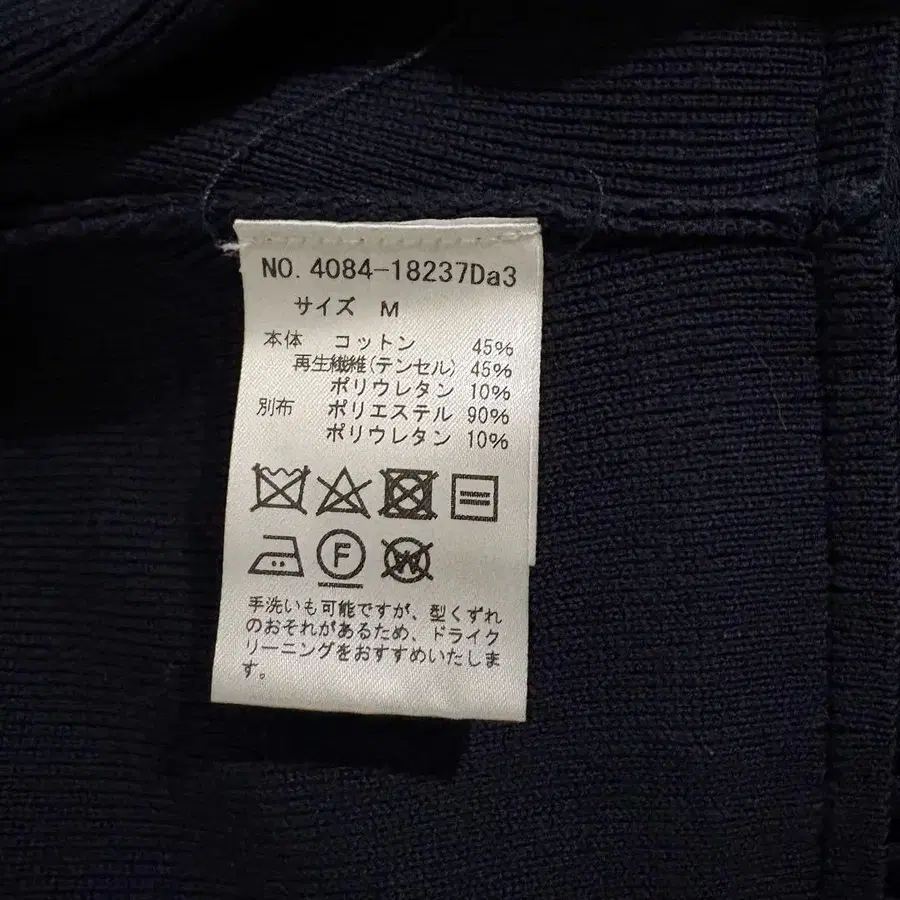 NO. 4084-18237Da3
サイズ M
本体 コットン 45%
再生繊維(テンセル) 45%
ポリウレタン 10%
別布 ポリエステル 90%
ポリウレタン 10%
F W
手洗いも可能ですが、型くずれ
のおそれがあるため、ドライク
リーニングをおすすめいたしま
す。